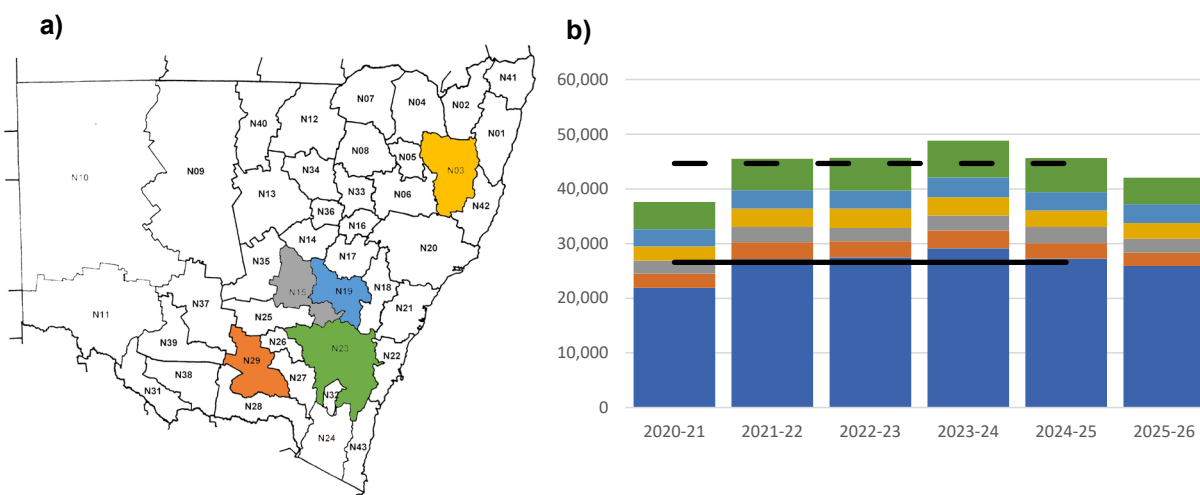 a)
N41
N07
N04
N02
N12
N40
N01
N08
N05
N03
N10
N09
N34
N13
N33
N06
N42
N36
N16
N14
N20
N35
N17
N15
N19
N18
N37
N21
N11
N25
N39
N26
N23
N22
N29
N38
N27
N31
N32
N28
N24
N43
b)
60,000
50,000
40,000
30,000
20,000
10,000
0
2020-21 2021-22 2022-23 2023-24 2024-25 2025-26